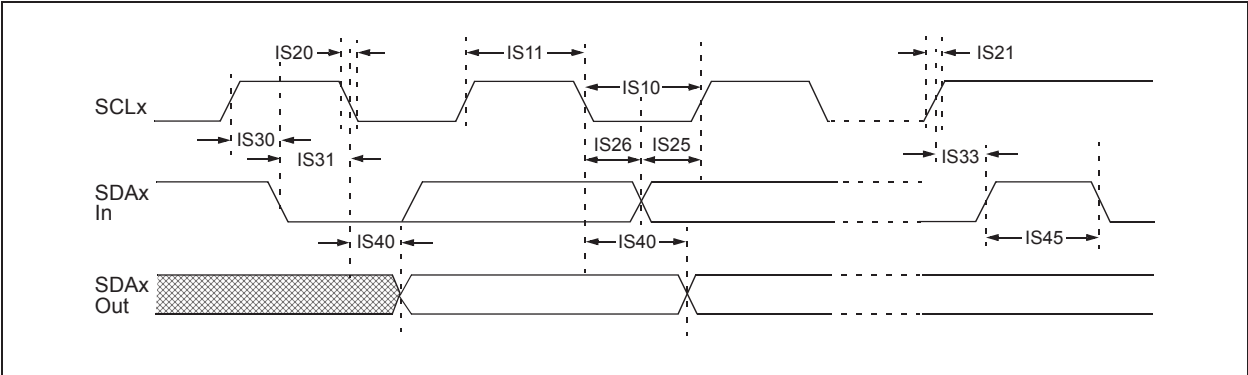 IS20
IS11
IS21
IS10
SCLx
IS30
IS31
IS26
IS25
IS33
SDAx
In
IS40
IS40
IS45
SDAx
Out